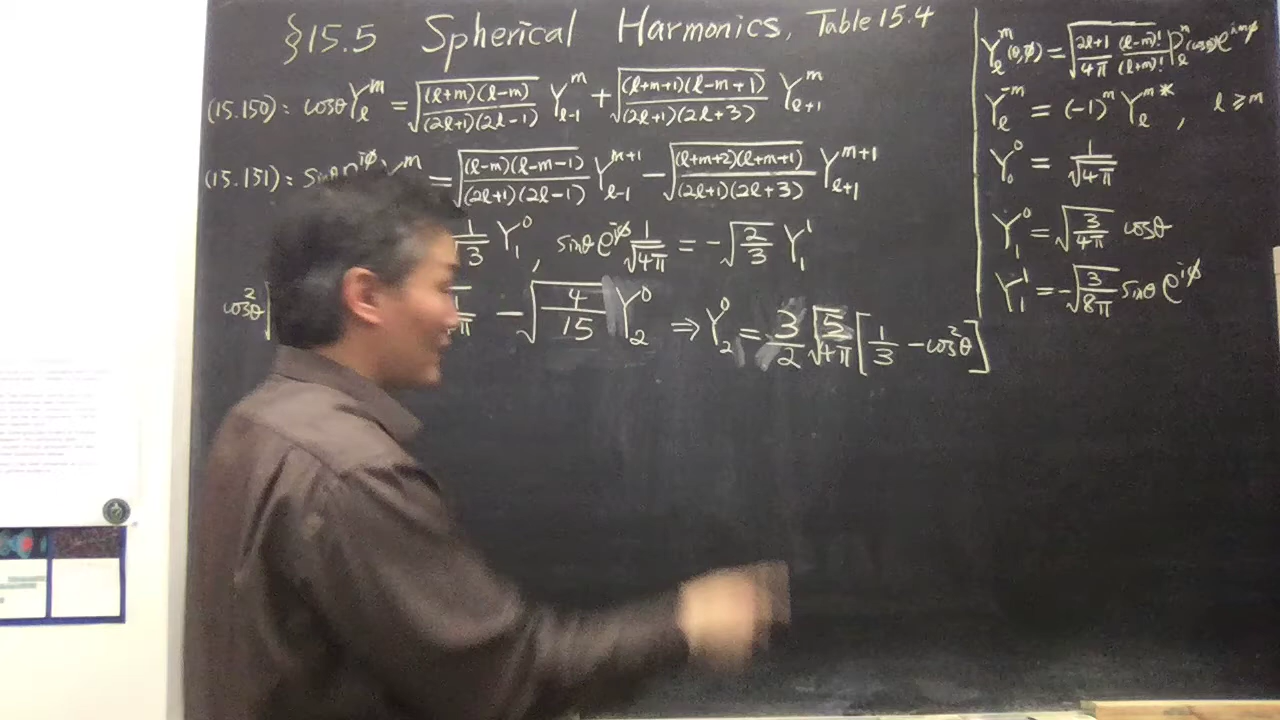 §15.5 Spherical Harmonics, Table 15.4
(15.150): cosθ Y_ℓ^m = √((ℓ+m)(ℓ-m)/((2ℓ+1)(2ℓ-1))) Y_{ℓ-1}^m + √((ℓ+m+1)(ℓ-m+1)/((2ℓ+1)(2ℓ+3))) Y_{ℓ+1}^m
(15.151): sinθ e^{iφ} Y_ℓ^m = √((ℓ-m)(ℓ-m-1)/((2ℓ+1)(2ℓ-1))) Y_{ℓ-1}^{m+1} - √((ℓ+m+2)(ℓ+m+1)/((2ℓ+1)(2ℓ+3))) Y_{ℓ+1}^{m+1}
1/3 Y_1^0, sinθ e^{iφ} 1/√4π = -√(2/3) Y_1^1
cos²θ - √(4/15) Y_2^0 ⇒ Y_2^0 = 3/2 √5/√4π [1/3 - cos²θ]
Y_ℓ^m(θ,φ) = √((2ℓ+1)/4π (ℓ-m)!/(ℓ+m)!) P_ℓ^m(cosθ) e^{imφ}
Y_ℓ^{-m} = (-1)^m Y_ℓ^{m*}, ℓ ≥ m
Y_0^0 = 1/√4π
Y_1^0 = √(3/4π) cosθ
Y_1^1 = -√(3/8π) sinθ e^{iφ}